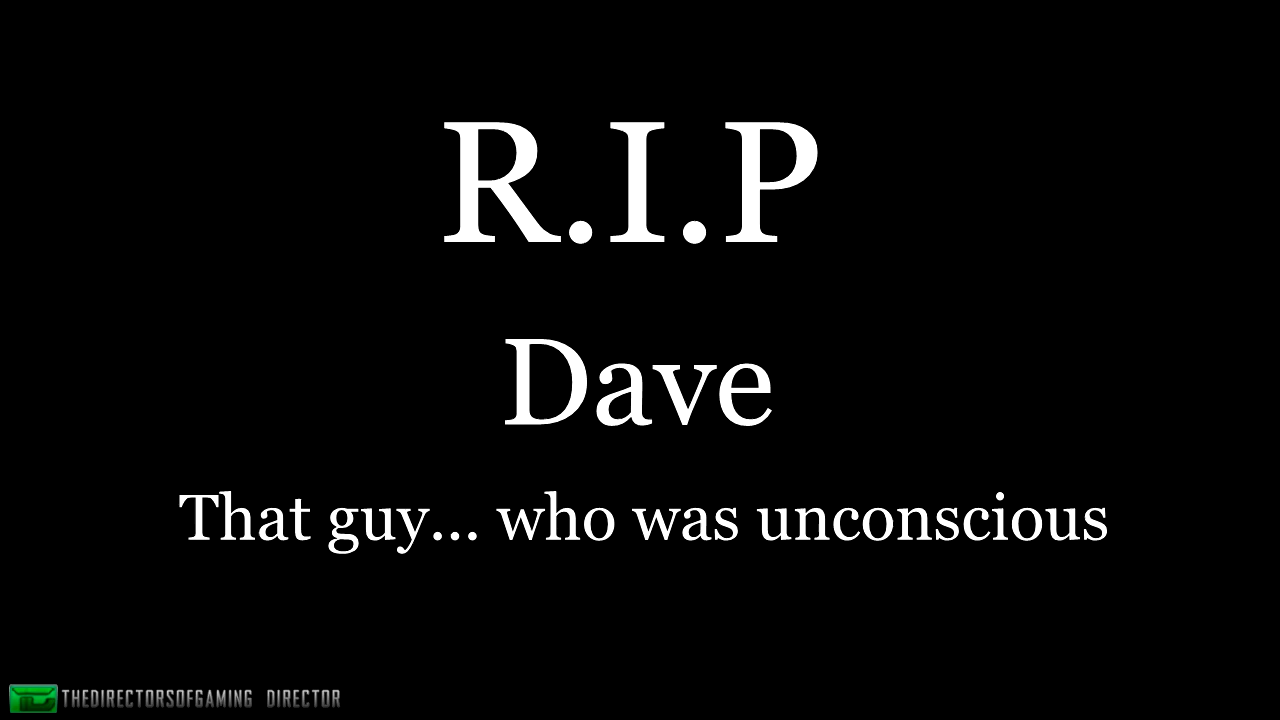 R.I.P
Dave
That guy... who was unconscious
THEDIRECTORSOFGAMING DIRECTOR